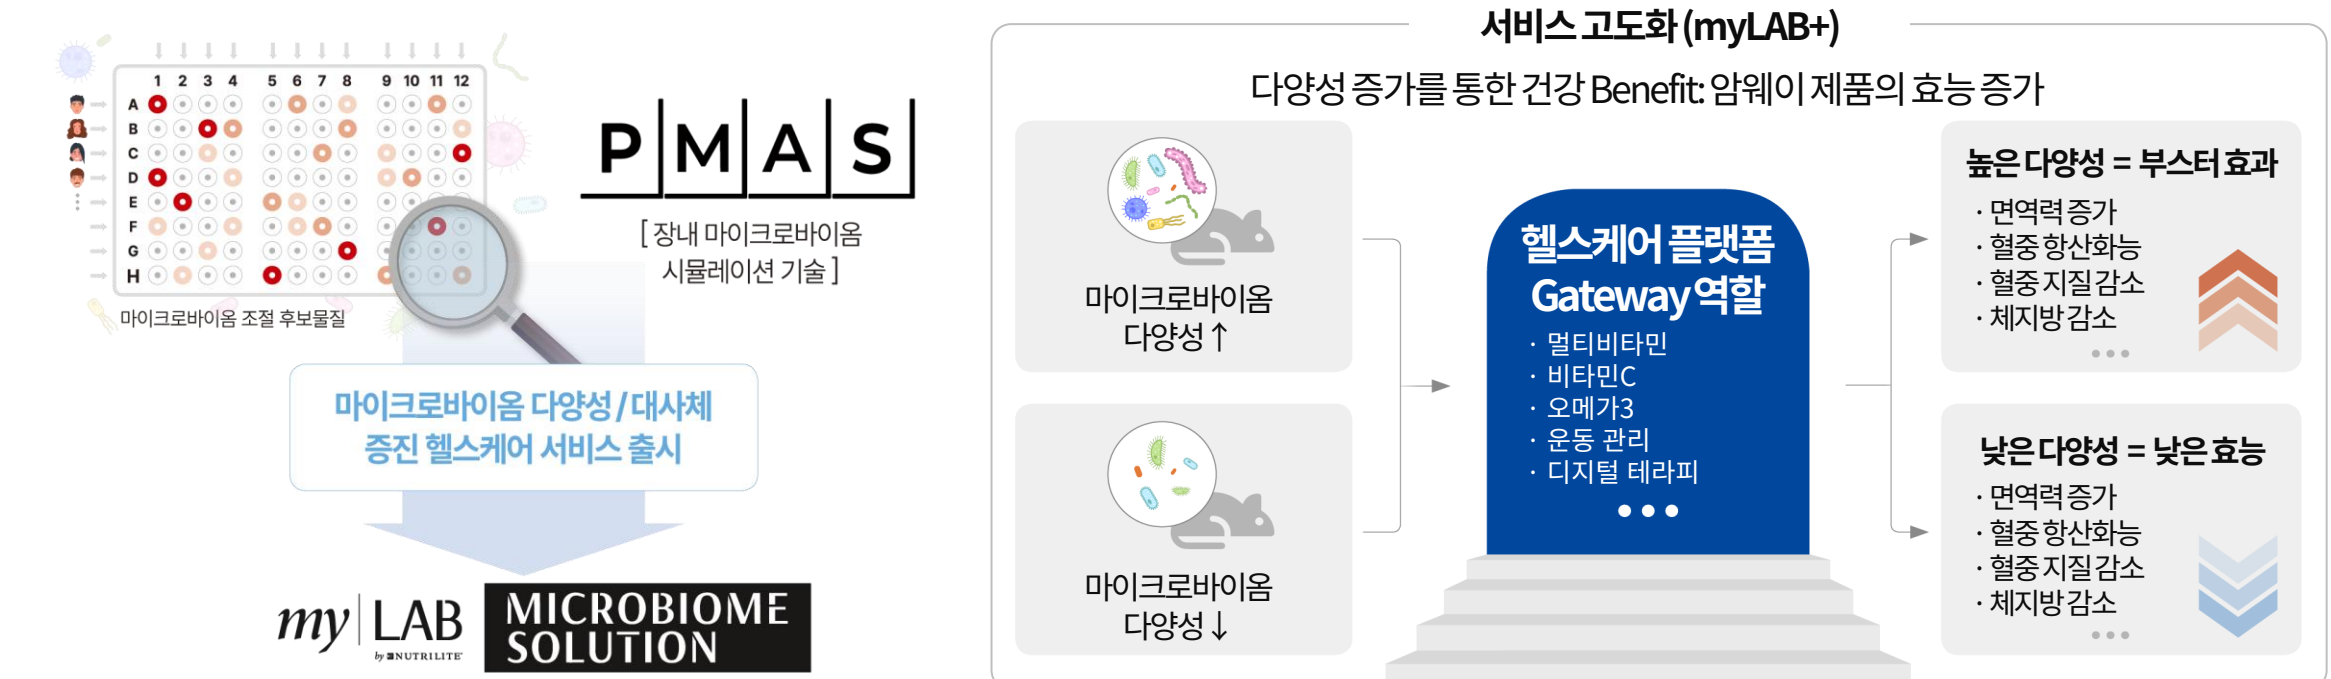 1 2 3 4 5 6 7 8 9 10 11 12
A
B
C
D
E
F
G
H
마이크로바이옴 조절 후보물질
PMAS
[ 장내 마이크로바이옴
시뮬레이션 기술 ]
마이크로바이옴 다양성 / 대사체
증진 헬스케어 서비스 출시
my LAB
by NUTRILITE
MICROBIOME
SOLUTION
서비스 고도화 (myLAB+)
다양성 증가를 통한 건강 Benefit: 암웨이 제품의 효능 증가
마이크로바이옴
다양성 ↑
마이크로바이옴
다양성 ↓
헬스케어 플랫폼
Gateway 역할
· 멀티비타민
· 비타민C
· 오메가3
· 운동 관리
· 디지털 테라피
•••
높은 다양성 = 부스터 효과
· 면역력 증가
· 혈중 항산화능
· 혈중 지질 감소
· 체지방 감소
•••
낮은 다양성 = 낮은 효능
· 면역력 증가
· 혈중 항산화능
· 혈중 지질 감소
· 체지방 감소
•••